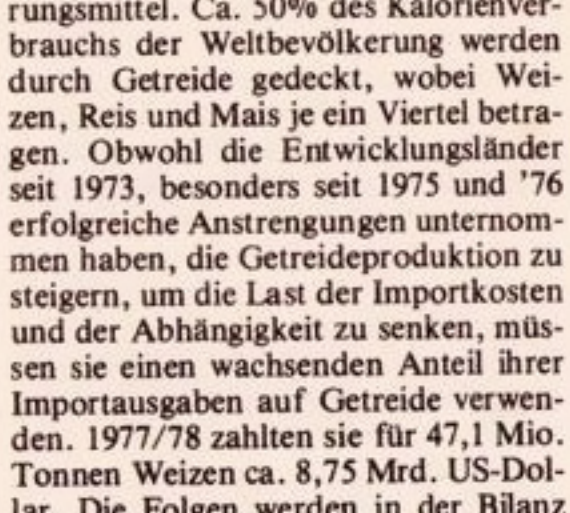 rungsmittel. Ca. 50% des Kalorienver-
brauchs der Weltbevölkerung werden
durch Getreide gedeckt, wobei Wei-
zen, Reis und Mais je ein Viertel betra-
gen. Obwohl die Entwicklungsländer
seit 1973, besonders seit 1975 und '76
erfolgreiche Anstrengungen unternom-
men haben, die Getreideproduktion zu
steigern, um die Last der Importkosten
und der Abhängigkeit zu senken, müs-
sen sie einen wachsenden Anteil ihrer
Importausgaben auf Getreide verwen-
den. 1977/78 zahlten sie für 47,1 Mio.
Tonnen Weizen ca. 8,75 Mrd. US-Dol-
lar. Die Folgen werden in der Bilanz